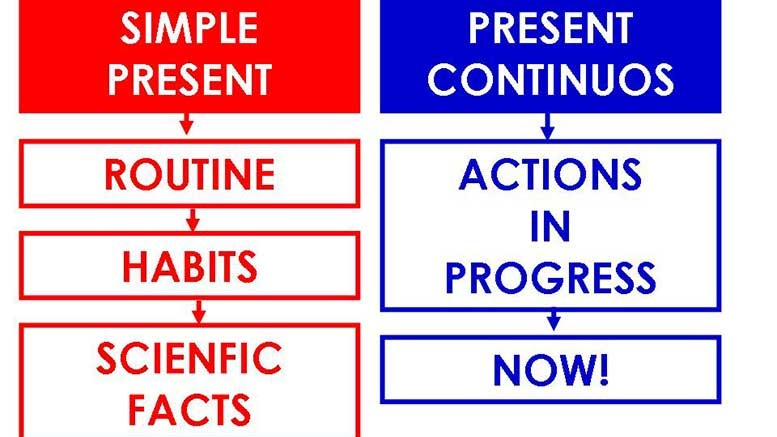 SIMPLE
PRESENT
ROUTINE
HABITS
SCIENFIC
FACTS
PRESENT
CONTINUOS
ACTIONS
IN
PROGRESS
NOW!